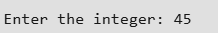 Enter the integer: 45